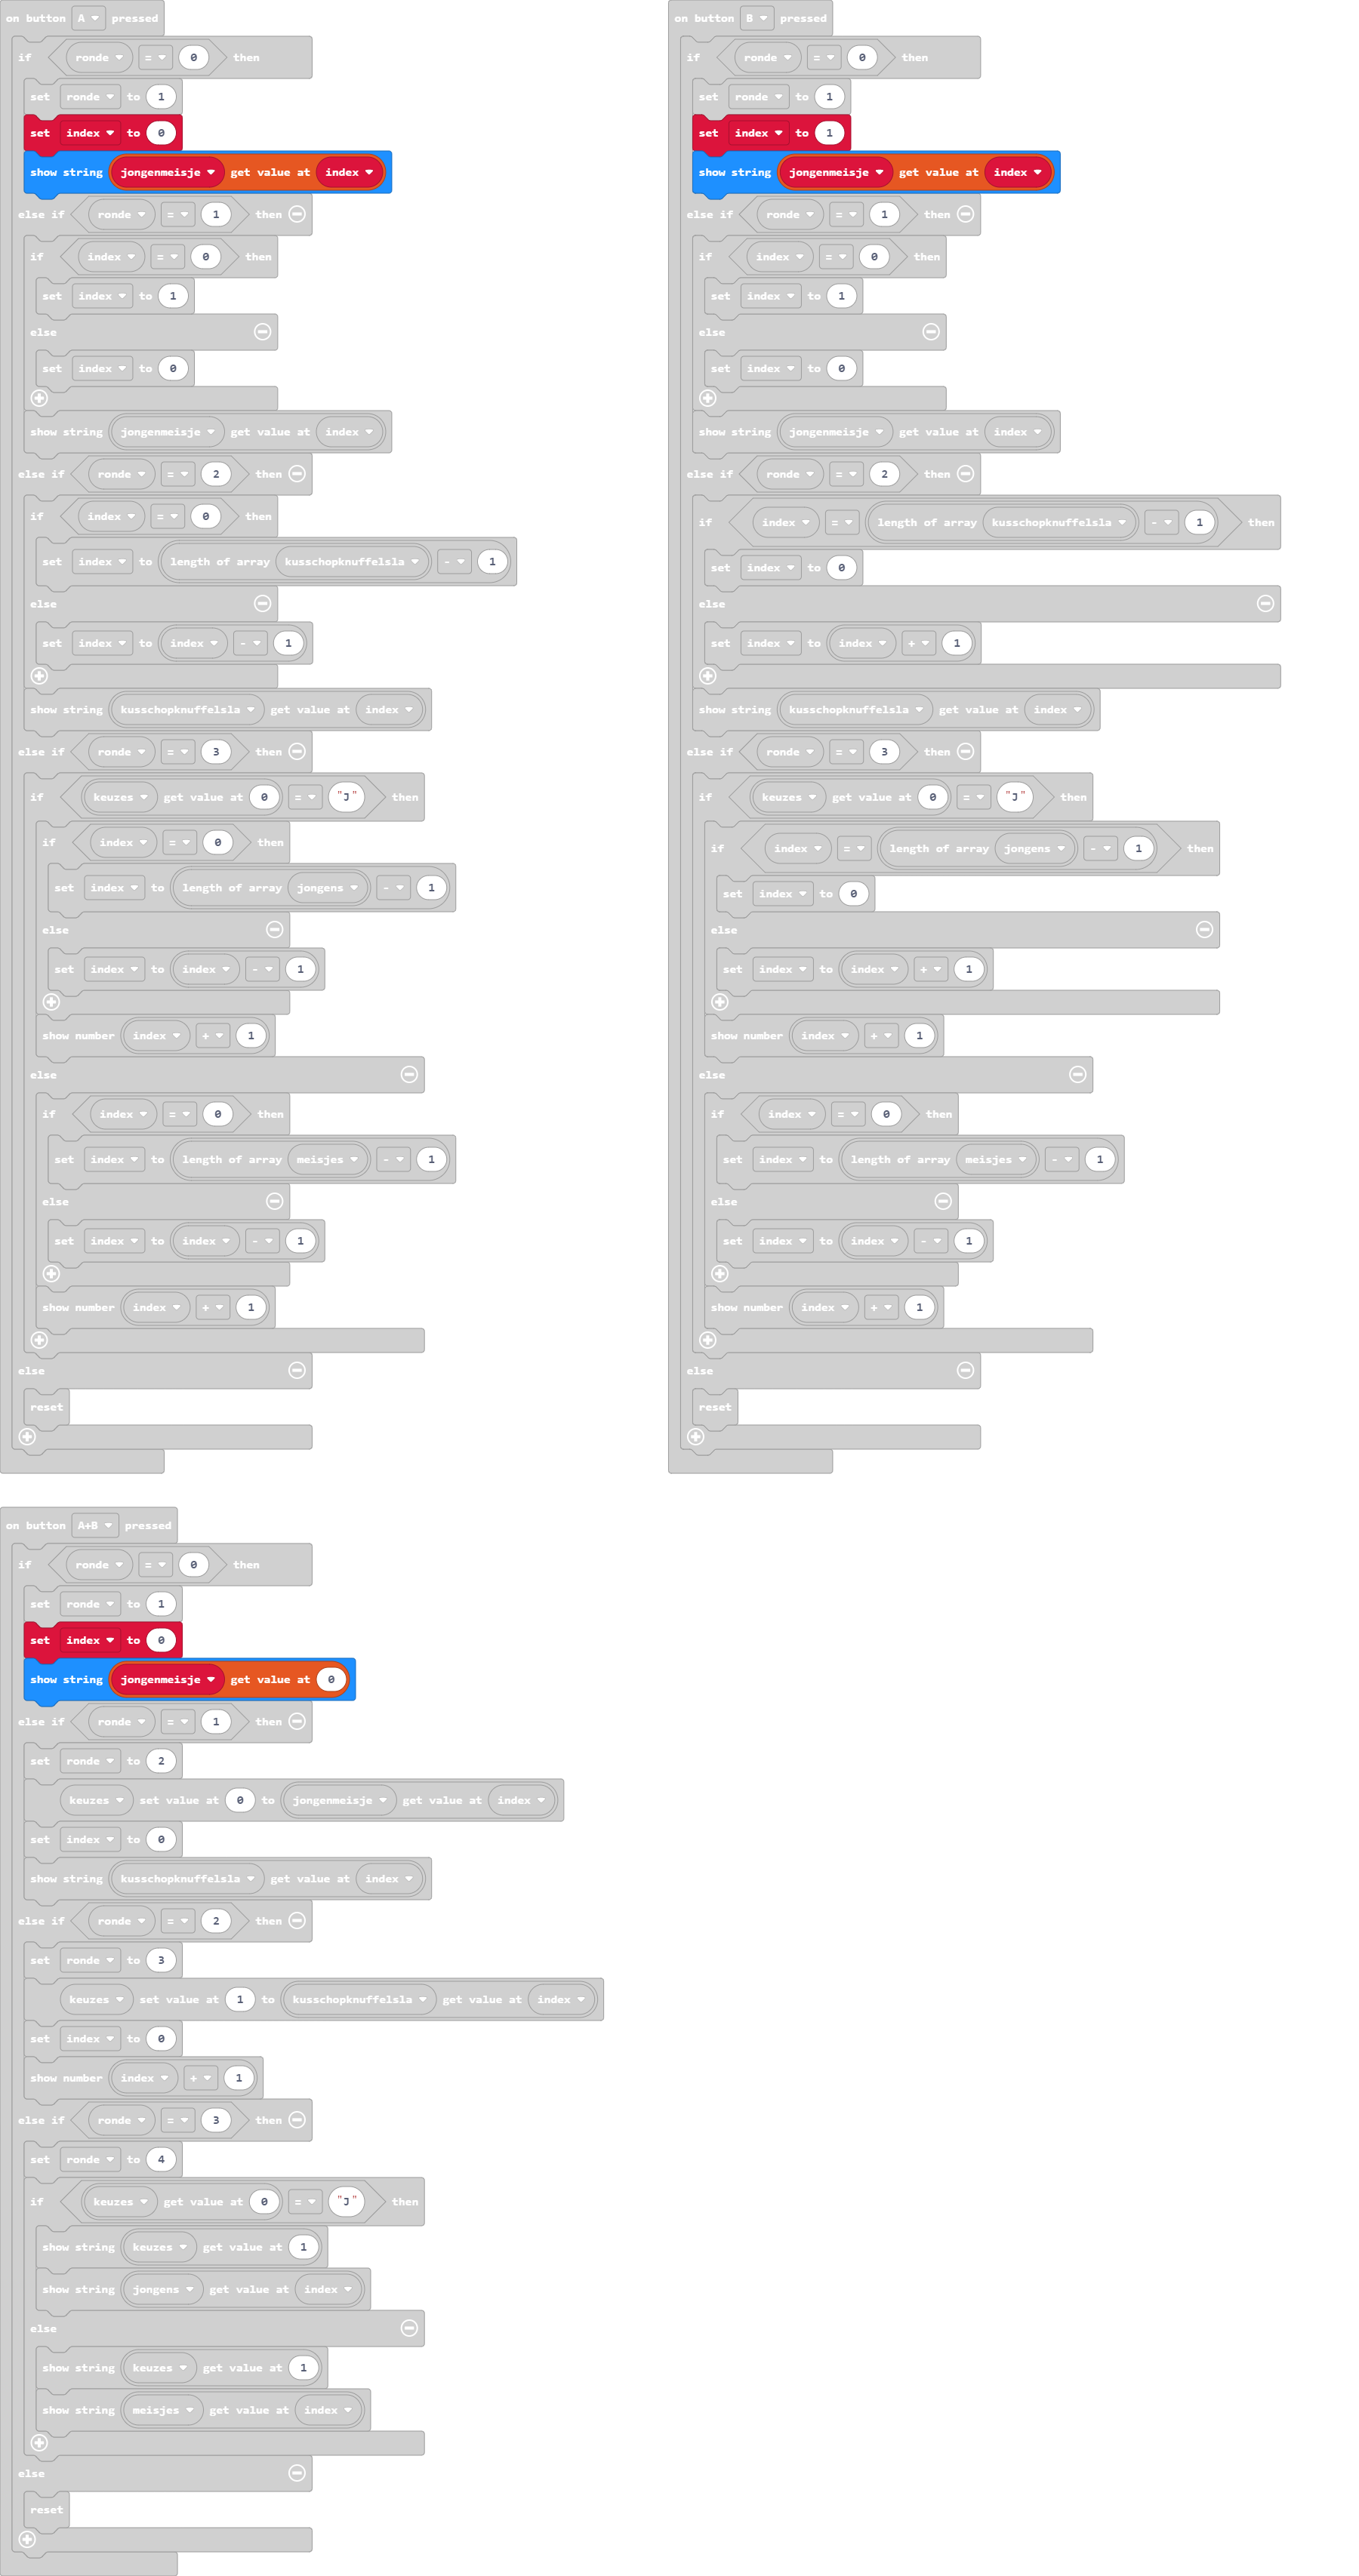 on button A pressed
if ronde = 0 then
set ronde to 1
set index to 0
show string jongenmeisje get value at index
else if ronde = 1 then
if index = 0 then
set index to 1
else
set index to 0
show string jongenmeisje get value at index
else if ronde = 2 then
if index = 0 then
set index to length of array kusschopknuffelsla - 1
else
set index to index - 1
show string kusschopknuffelsla get value at index
else if ronde = 3 then
if keuzes get value at 0 = "J" then
if index = 0 then
set index to length of array jongens - 1
else
set index to index - 1
show number index + 1
else
if index = 0 then
set index to length of array meisjes - 1
else
set index to index - 1
show number index + 1
else
reset
on button B pressed
if ronde = 0 then
set ronde to 1
set index to 1
show string jongenmeisje get value at index
else if ronde = 1 then
if index = 0 then
set index to 1
else
set index to 0
show string jongenmeisje get value at index
else if ronde = 2 then
if index = length of array kusschopknuffelsla - 1 then
set index to 0
else
set index to index + 1
show string kusschopknuffelsla get value at index
else if ronde = 3 then
if keuzes get value at 0 = "J" then
if index = length of array jongens - 1 then
set index to 0
else
set index to index + 1
show number index + 1
else
if index = 0 then
set index to length of array meisjes - 1
else
set index to index - 1
show number index + 1
else
reset
on button A+B pressed
if ronde = 0 then
set ronde to 1
set index to 0
show string jongenmeisje get value at 0
else if ronde = 1 then
set ronde to 2
keuzes set value at 0 to jongenmeisje get value at index
set index to 0
show string kusschopknuffelsla get value at index
else if ronde = 2 then
set ronde to 3
keuzes set value at 1 to kusschopknuffelsla get value at index
set index to 0
show number index + 1
else if ronde = 3 then
set ronde to 4
if keuzes get value at 0 = "J" then
show string keuzes get value at 1
show string jongens get value at index
else
show string keuzes get value at 1
show string meisjes get value at index
else
reset